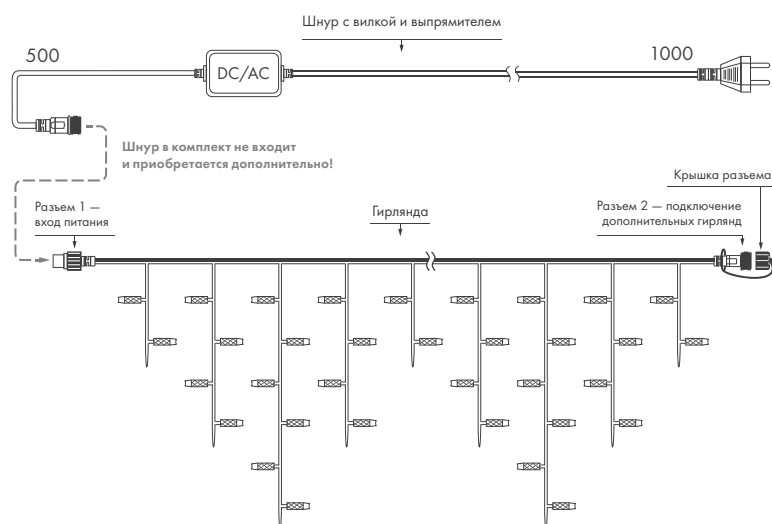 Шнур с вилкой и выпрямителем
500
DC/AC
1000
Шнур в комплект не входит
и приобретается дополнительно!
Крышка разъема
Разъем 1 —
вход питания
Гирлянда
Разъем 2 — подключение
дополнительных гирлянд